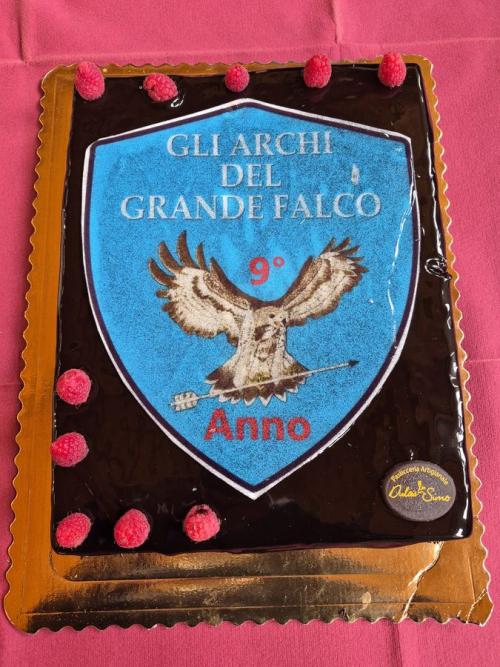 GLI ARCHI
DEL
GRANDE FALCO
9°
Anno
Pasticceria Artigianale